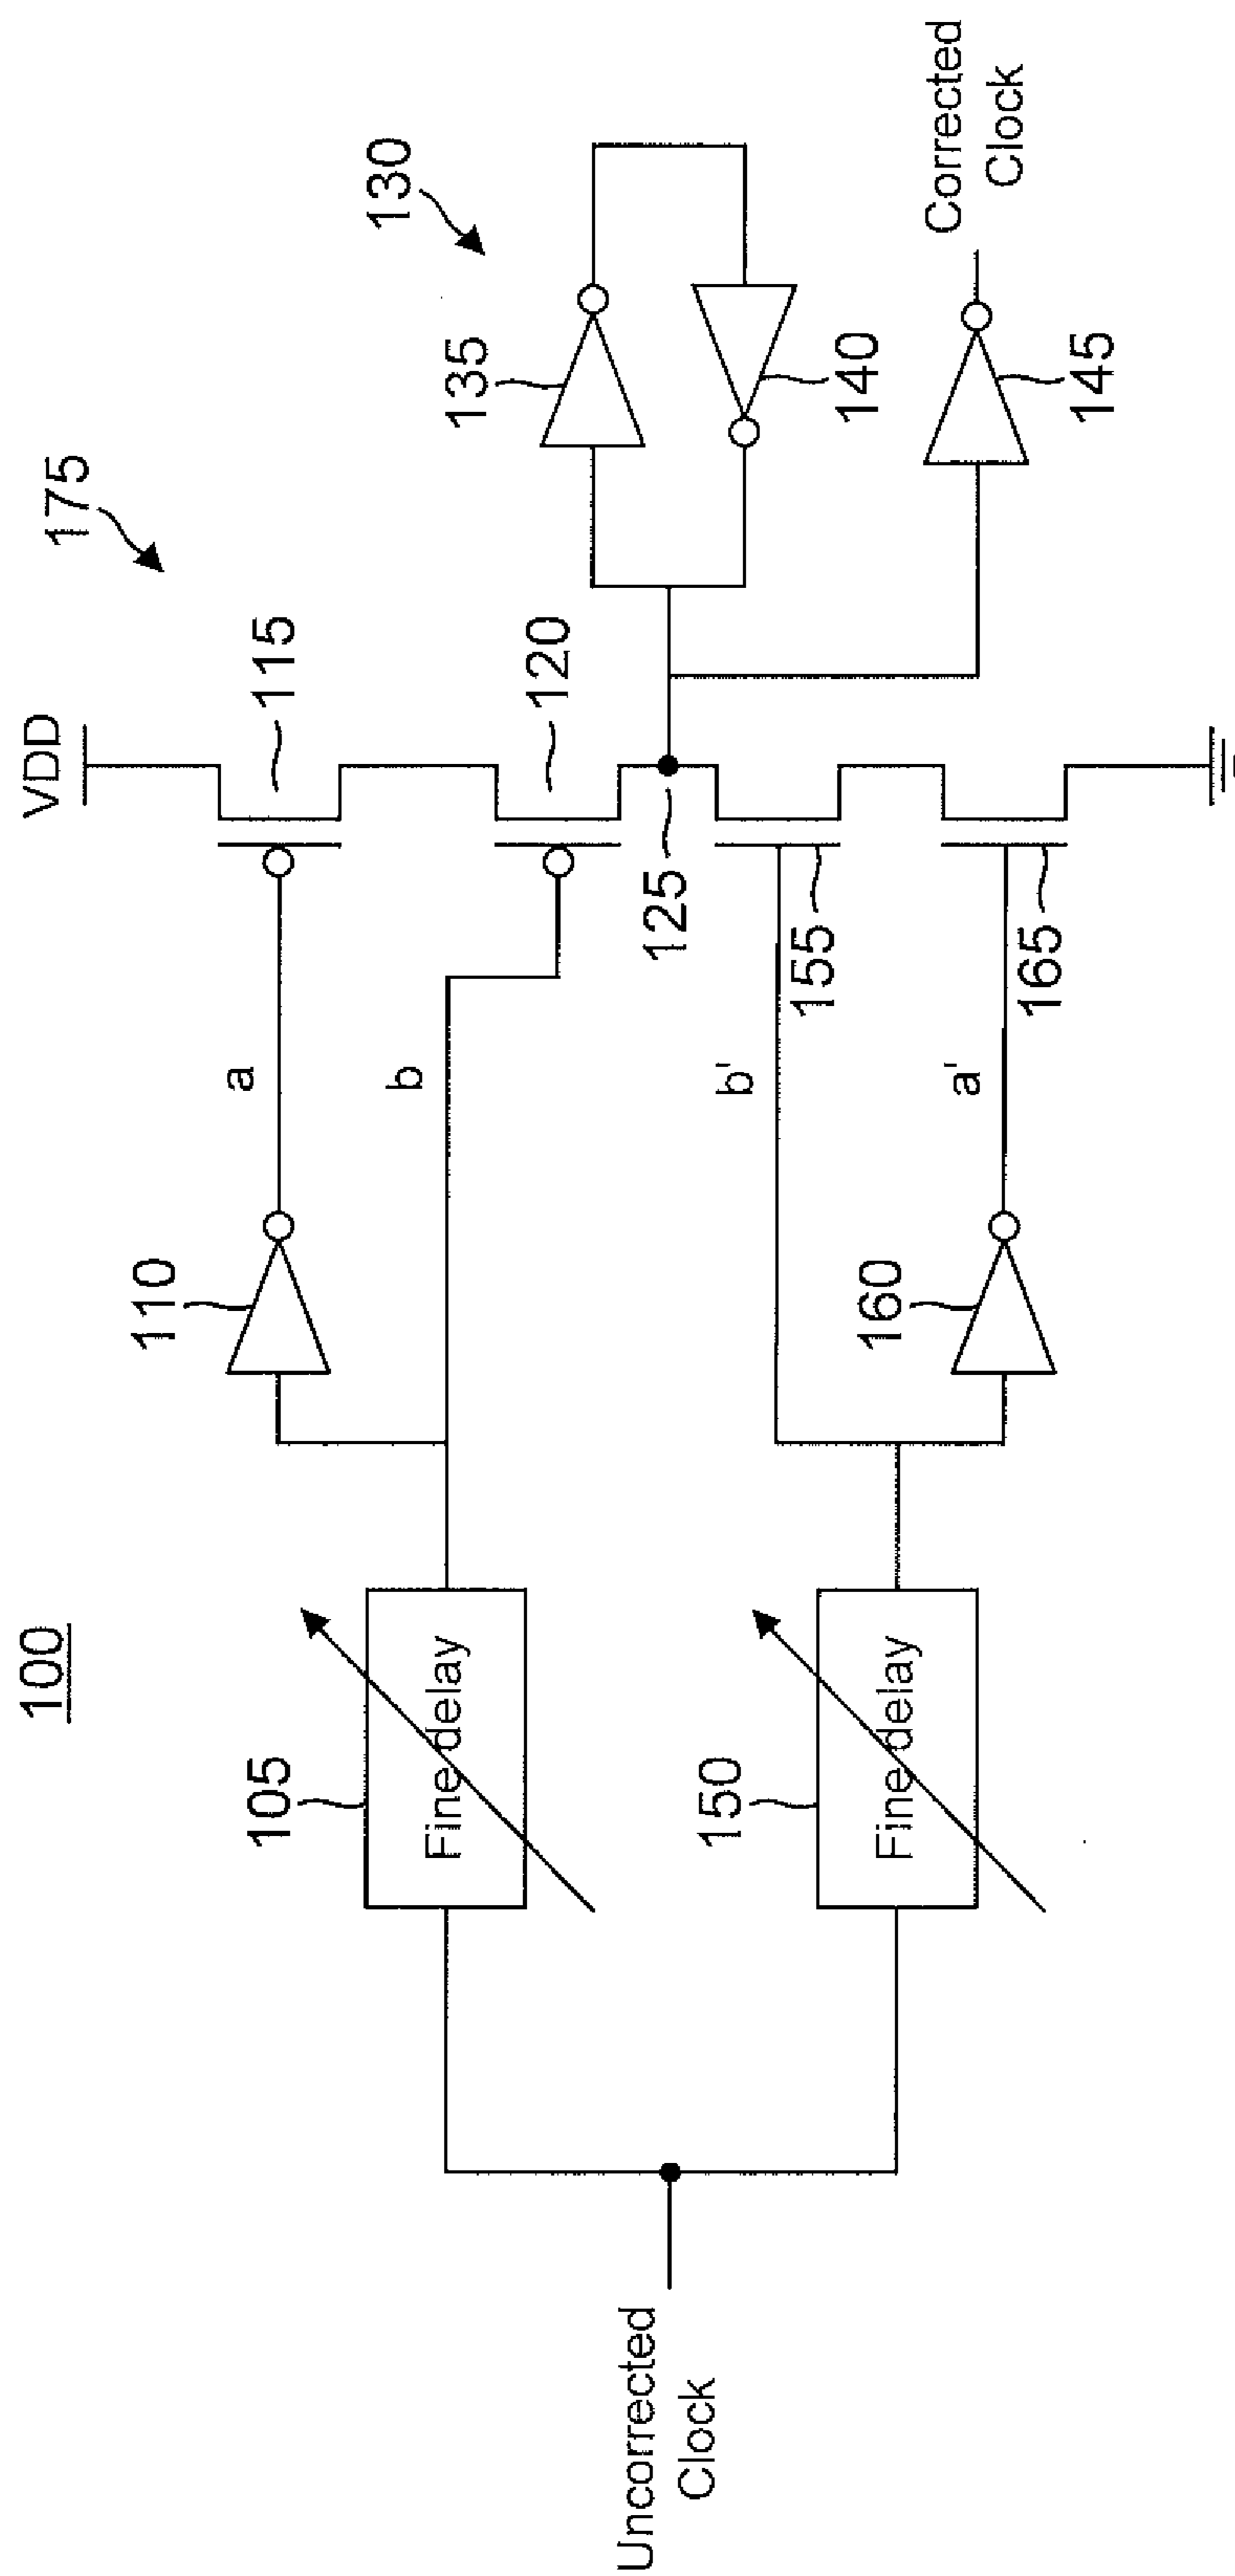 100
175
VDD
115
110
a
120
130
135
105
Fine delay
b
125
140
Uncorrected
Clock
b'
155
Corrected
Clock
150
Fine delay
160
a'
165
145